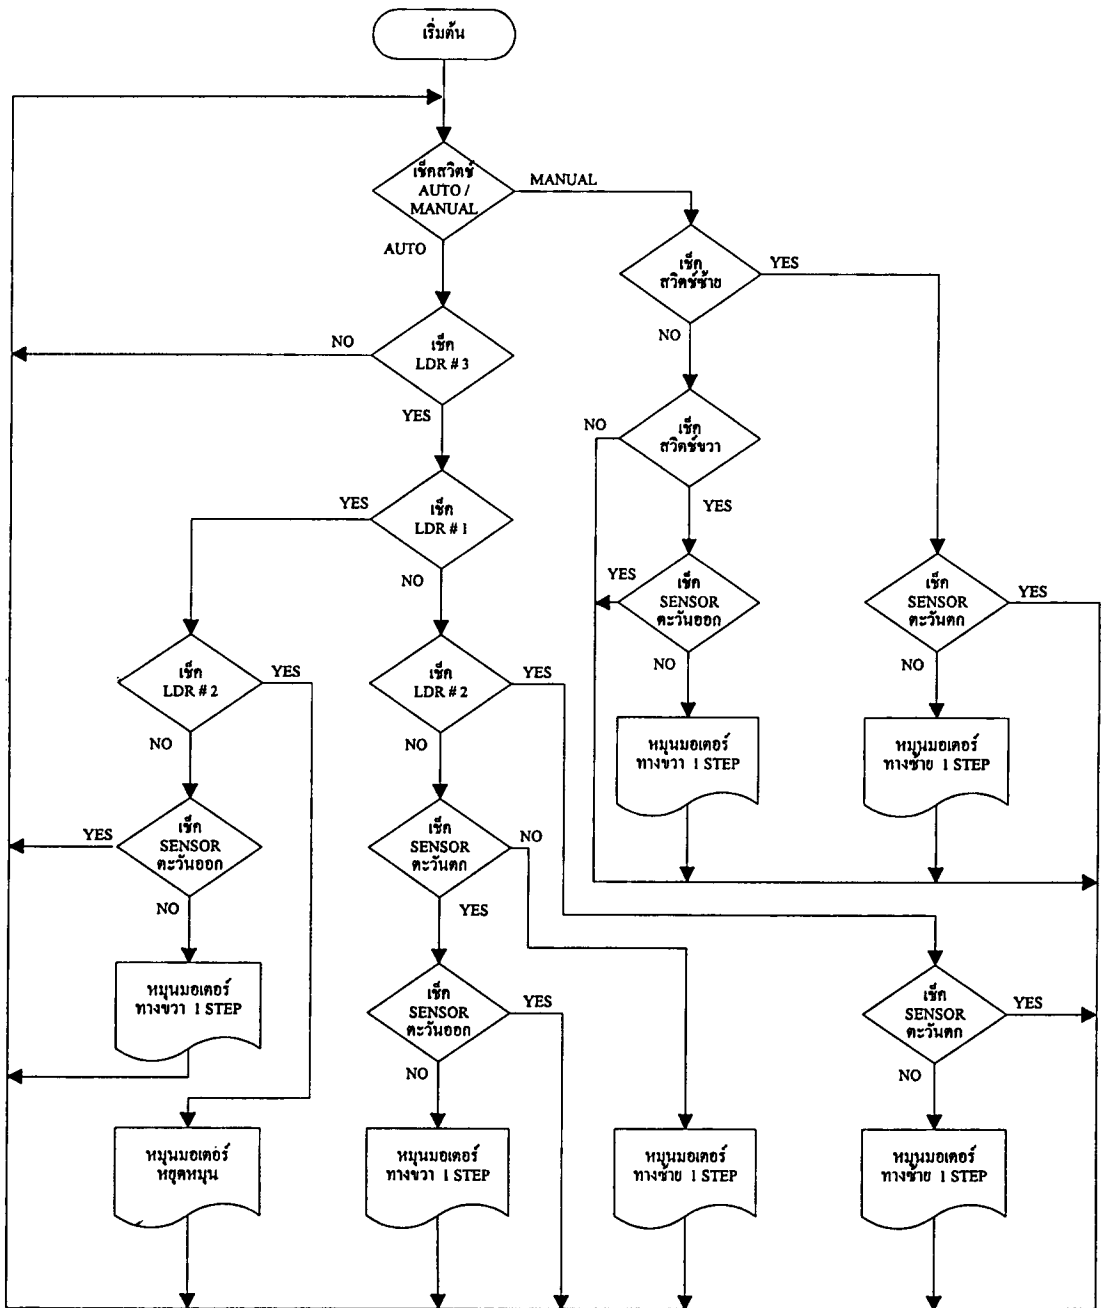 เริ่มต้น
เช็คสวิตช์
AUTO /
MANUAL
MANUAL
AUTO
เช็ค
สวิตช์ซ้าย
YES
NO
NO
เช็ค
LDR # 3
YES
NO
เช็ค
สวิตช์ขวา
YES
YES
เช็ค
LDR # 1
NO
YES
เช็ค
SENSOR
ตะวันออก
NO
เช็ค
SENSOR
ตะวันตก
YES
NO
เช็ค
LDR # 2
YES
NO
เช็ค
LDR # 2
YES
NO
หมุนมอเตอร์
ทางขวา 1 STEP
หมุนมอเตอร์
ทางซ้าย 1 STEP
YES
เช็ค
SENSOR
ตะวันออก
NO
เช็ค
SENSOR
ตะวันตก
NO
YES
หมุนมอเตอร์
ทางขวา 1 STEP
เช็ค
SENSOR
ตะวันออก
YES
NO
เช็ค
SENSOR
ตะวันตก
YES
NO
หมุนมอเตอร์
หยุดหมุน
หมุนมอเตอร์
ทางขวา 1 STEP
หมุนมอเตอร์
ทางซ้าย 1 STEP
หมุนมอเตอร์
ทางซ้าย 1 STEP